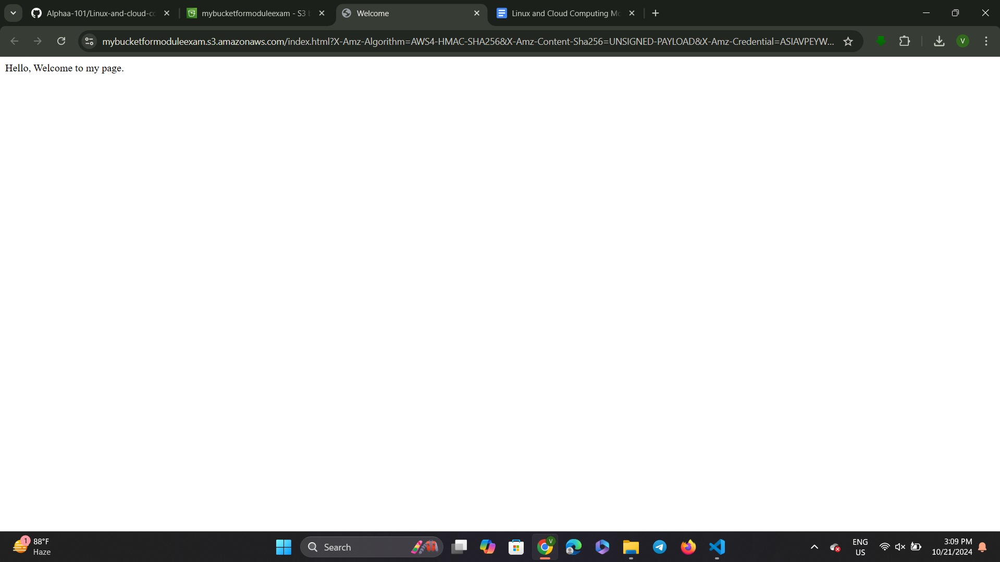 Alphaa-101/Linux-and-cloud-cc
mybucketformoduleexam - S3 b
Welcome
Linux and Cloud Computing Mo
mybucketformoduleexam.s3.amazonaws.com/index.html?X-Amz-Algorithm=AWS4-HMAC-SHA256&X-Amz-Content-Sha256=UNSIGNED-PAYLOAD&X-Amz-Credential=ASIAVPEYW...
V
Hello, Welcome to my page.
1
88°F
Haze
Search
V
ENG
US
3:09 PM
10/21/2024